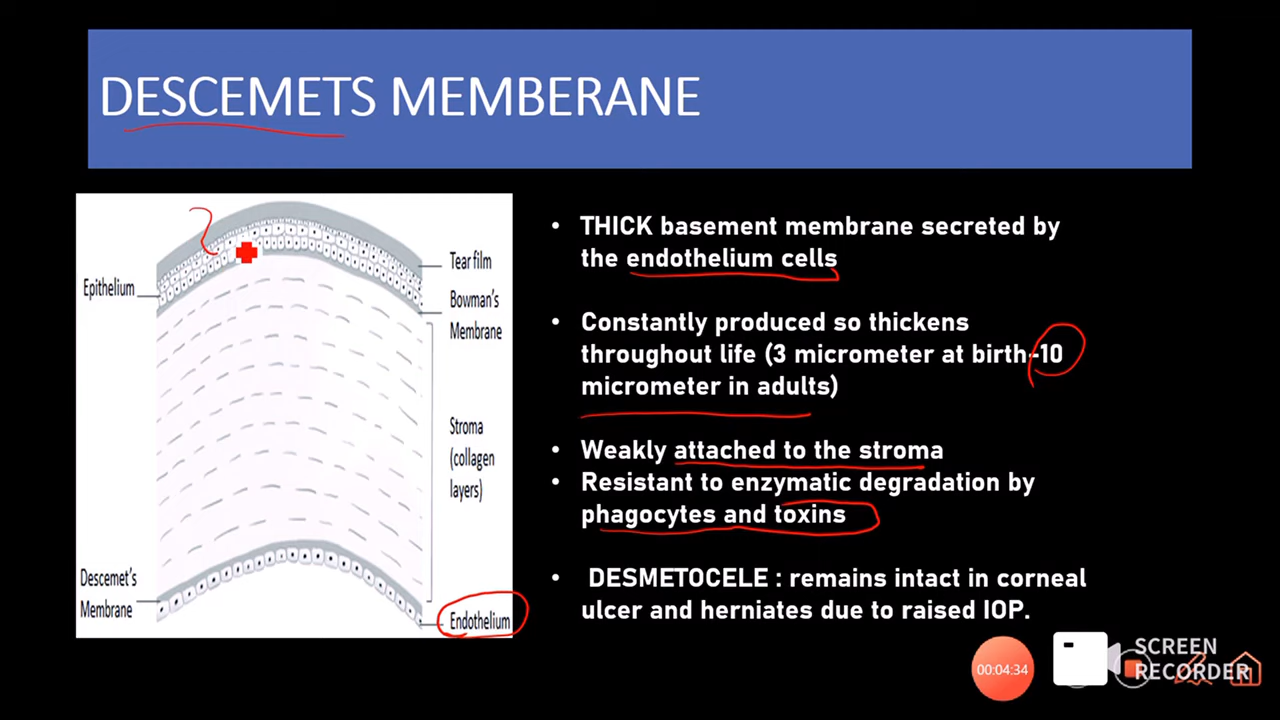 DESCEMETS MEMBERANE
Epithelium
Tear film
Bowman's
Membrane
Stroma
(collagen
layers)
Descemet's
Membrane
Endothelium
• THICK basement membrane secreted by
the endothelium cells
• Constantly produced so thickens
throughout life (3 micrometer at birth-10
micrometer in adults)
• Weakly attached to the stroma
• Resistant to enzymatic degradation by
phagocytes and toxins
• DESMETOCELE : remains intact in corneal
ulcer and herniates due to raised IOP.
00:04:34
SCREEN
RECORDER